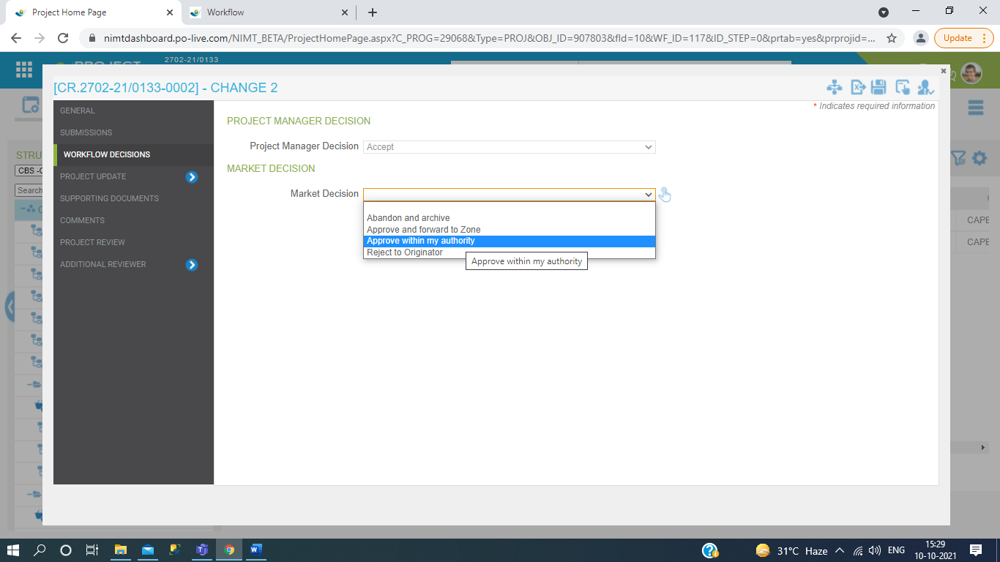 Project Home Page
Workflow
nimtdashboard.po-live.com/NIMT_BETA/ProjectHomePage.aspx?C_PROG=29068&Type=PROJ&OBJ_ID=907803&fId=10&WF_ID=117&ID_STEP=0&prtab=yes&prprojid=...
Update
2702-21/0133
PROJECT
[CR.2702-21/0133-0002] - CHANGE 2
* Indicates required information
GENERAL
SUBMISSIONS
WORKFLOW DECISIONS
PROJECT UPDATE
SUPPORTING DOCUMENTS
COMMENTS
PROJECT REVIEW
ADDITIONAL REVIEWER
PROJECT MANAGER DECISION
Project Manager Decision Accept
MARKET DECISION
Market Decision
Abandon and archive
Approve and forward to Zone
Approve within my authority
Reject to Originator
Approve within my authority
STRU
CBS -C
Search
C
CAPE
CAPE
31°C Haze
ENG
15:29
10-10-2021